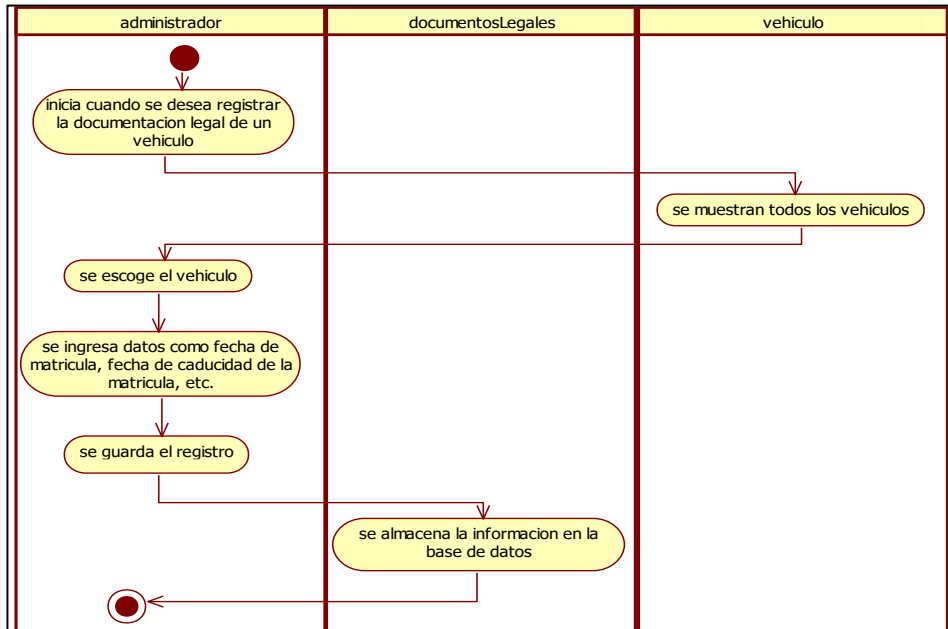 administrador
documentosLegales
vehiculo
inicia cuando se desea registrar
la documentacion legal de un
vehiculo
se muestran todos los vehiculos
se escoge el vehiculo
se ingresa datos como fecha de
matricula, fecha de caducidad de la
matricula, etc.
se guarda el registro
se almacena la informacion en la
base de datos